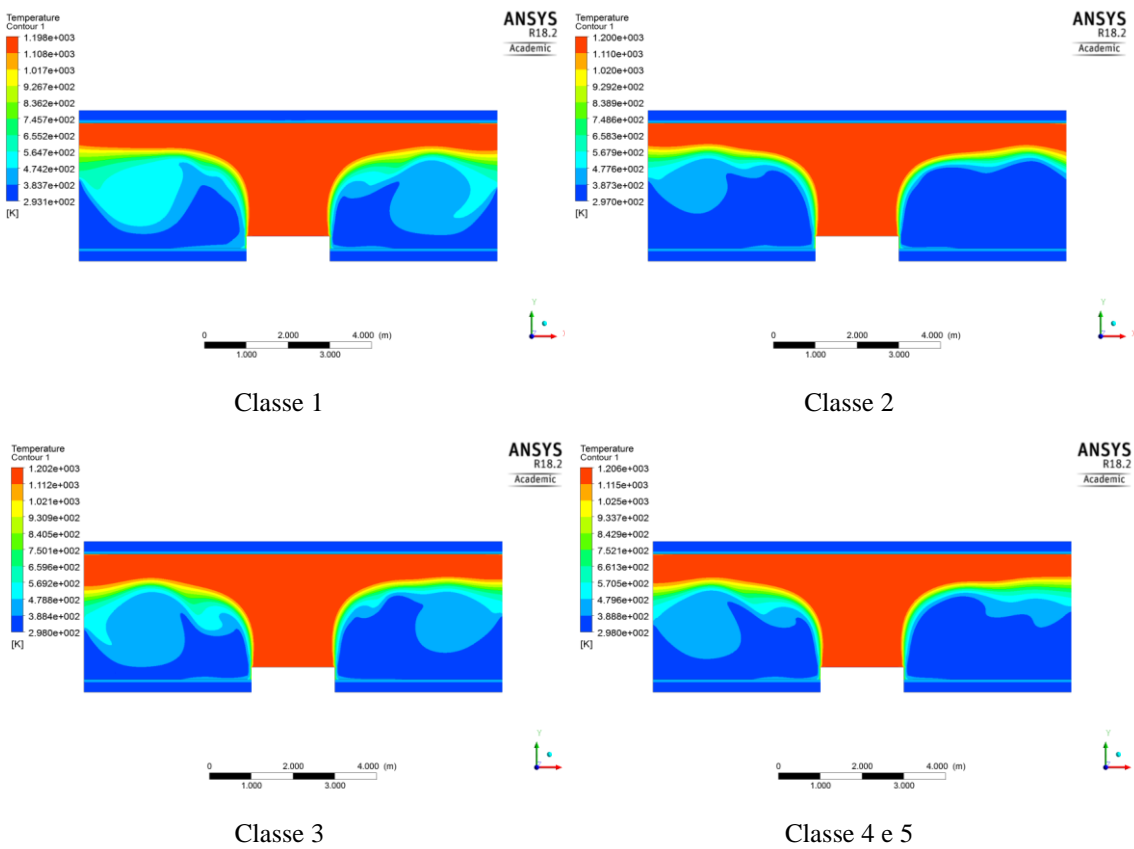 Temperature
Contour 1
1.198e+003
1.108e+003
1.017e+003
9.267e+002
8.362e+002
7.457e+002
6.552e+002
5.647e+002
4.742e+002
3.837e+002
2.931e+002
[K]
ANSYS
R18.2
Academic
Y
X
0
2.000
4.000
(m)
1.000
3.000
Classe 1
Temperature
Contour 1
1.200e+003
1.110e+003
1.020e+003
9.293e+002
8.389e+002
7.486e+002
6.583e+002
5.679e+002
4.776e+002
3.873e+002
2.970e+002
[K]
ANSYS
R18.2
Academic
Y
X
0
2.000
4.000
(m)
1.000
3.000
Classe 2
Temperature
Contour 1
1.202e+003
1.112e+003
1.021e+003
9.309e+002
8.405e+002
7.501e+002
6.596e+002
5.692e+002
4.788e+002
3.884e+002
2.980e+002
[K]
ANSYS
R18.2
Academic
Y
0
2.000
4.000
(m)
1.000
3.000
Classe 3
Temperature
Contour 1
1.206e+003
1.115e+003
1.025e+003
9.337e+002
8.429e+002
7.521e+002
6.613e+002
5.705e+002
4.796e+002
3.888e+002
2.980e+002
[K]
ANSYS
R18.2
Academic
Y
0
2.000
4.000
(m)
1.000
3.000
Classe 4 e 5